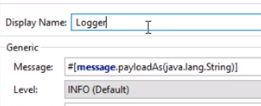 Display Name: Logger
Generic
Message: #[message.payloadAs(java.lang.String)]
Level: INFO (Default)